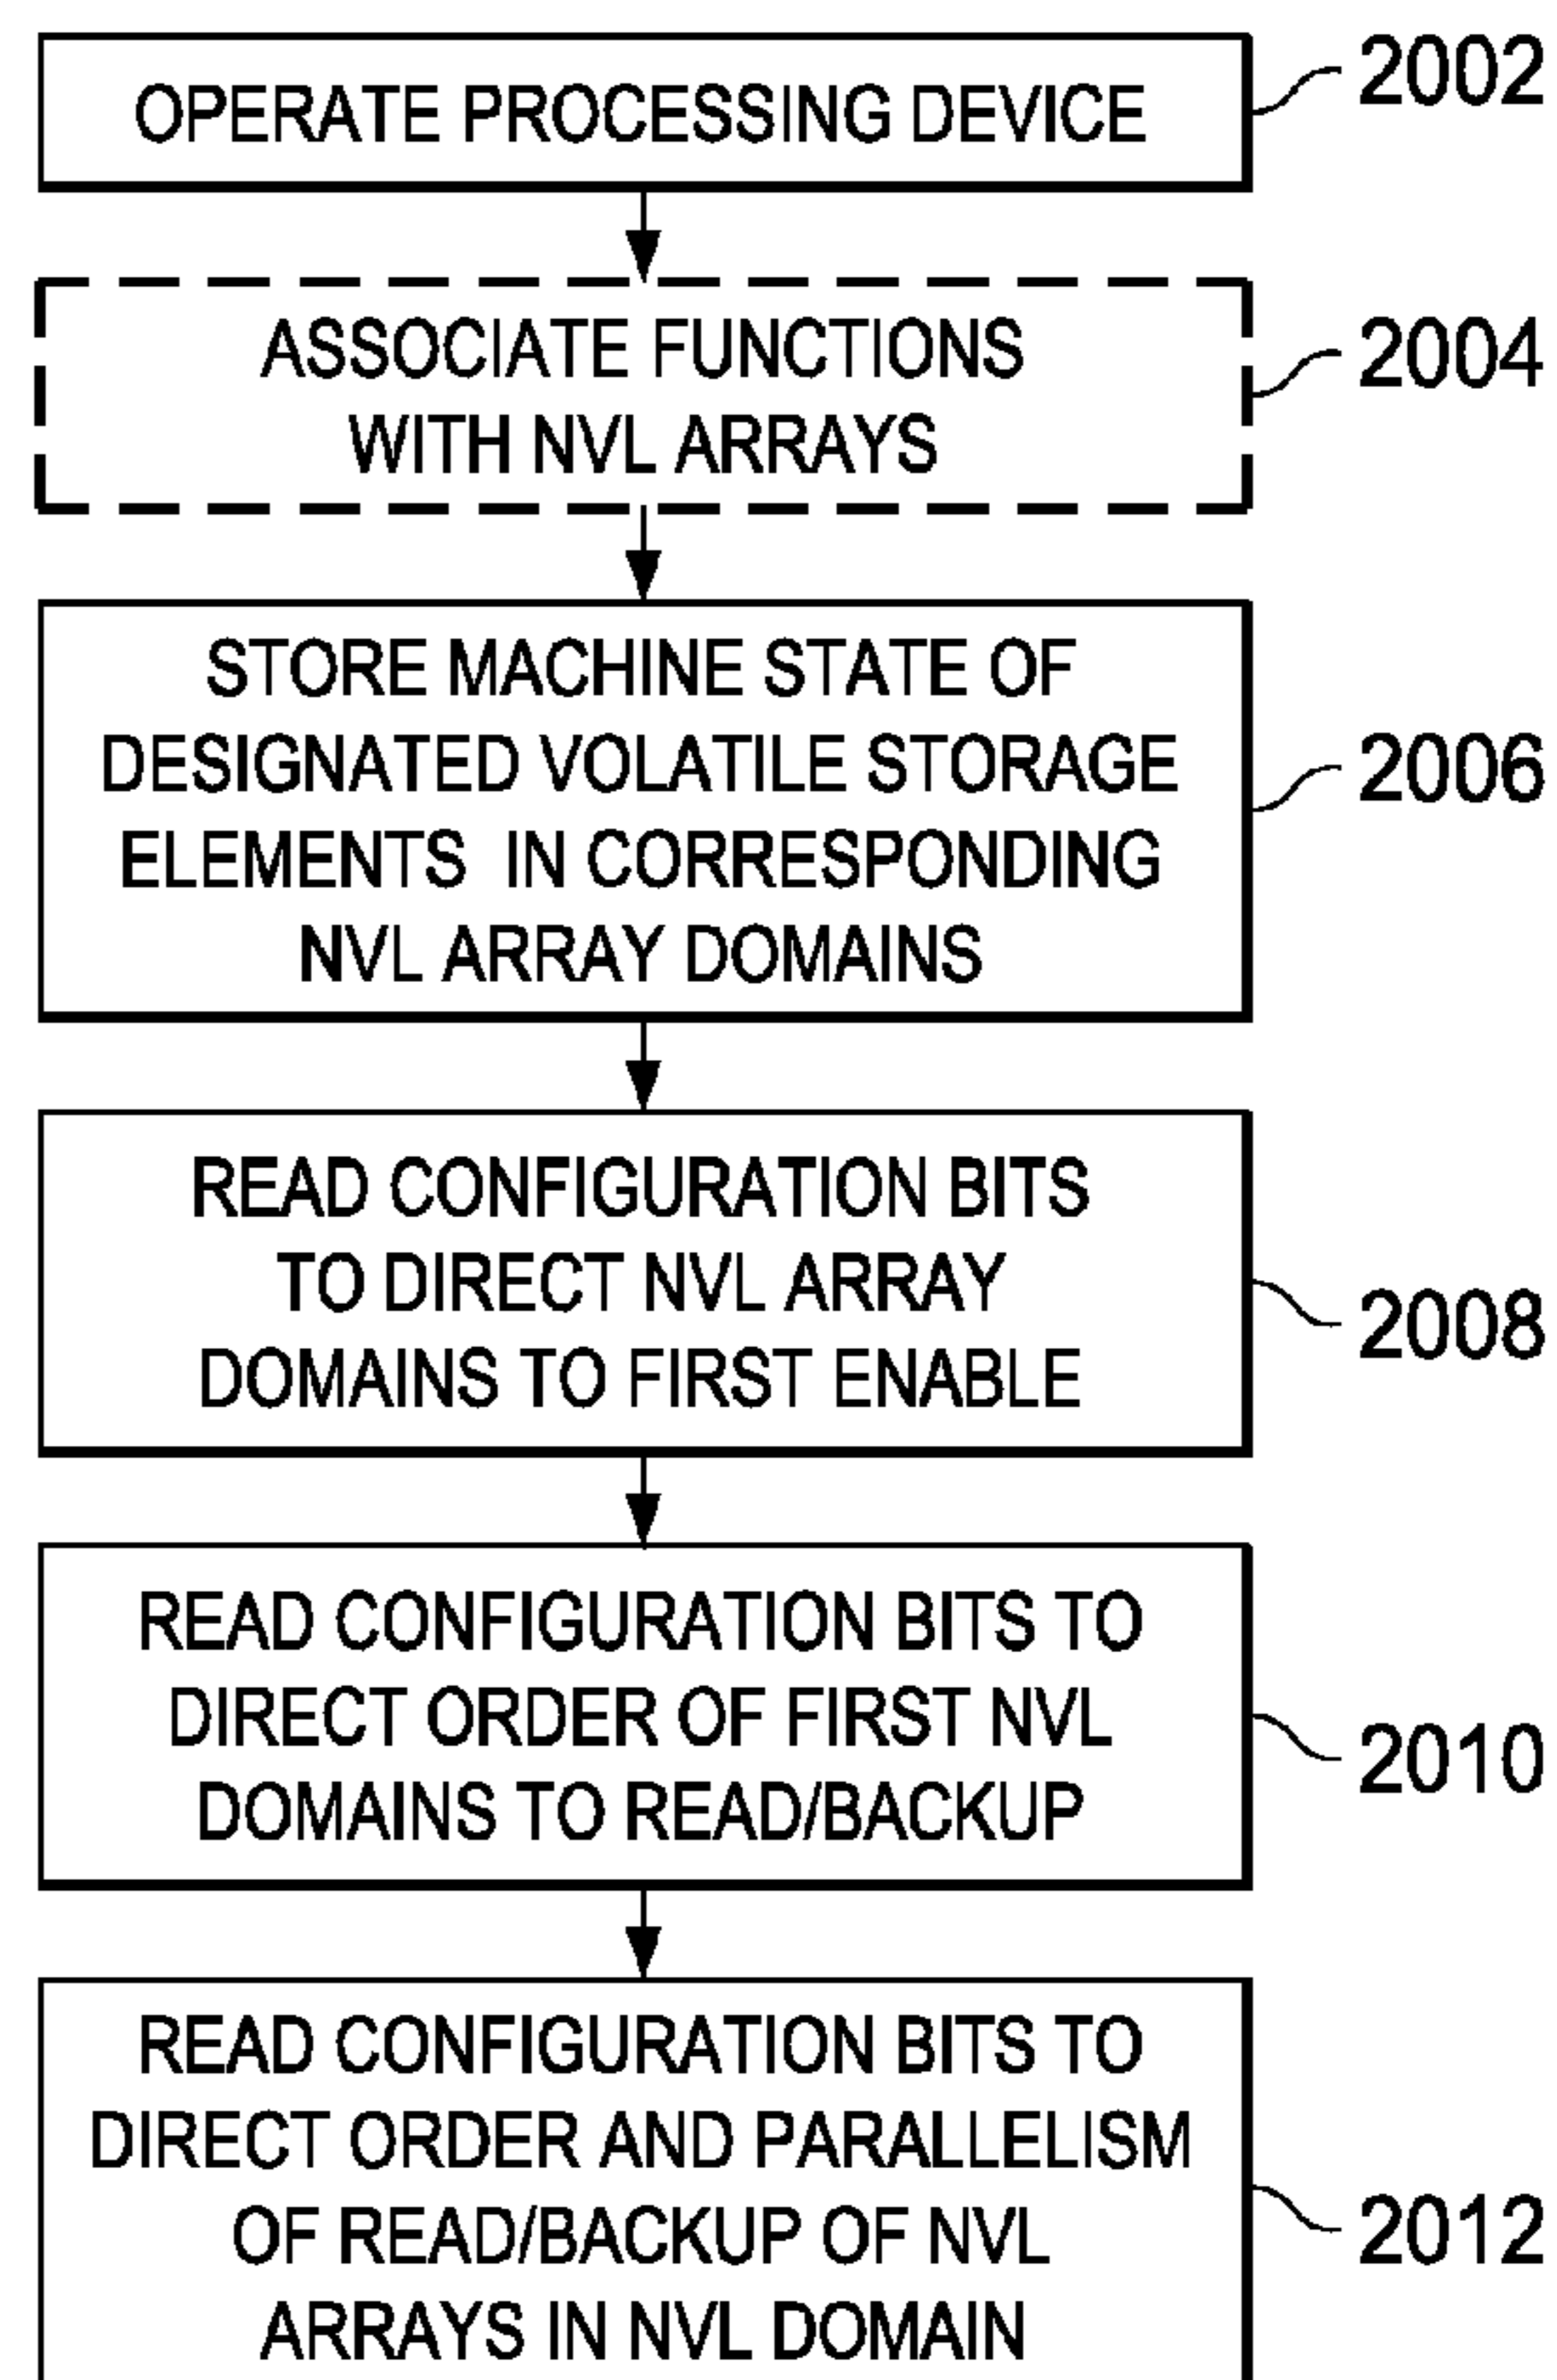 OPERATE PROCESSING DEVICE
2002
ASSOCIATE FUNCTIONS
WITH NVL ARRAYS
2004
STORE MACHINE STATE OF
DESIGNATED VOLATILE STORAGE
ELEMENTS IN CORRESPONDING
NVL ARRAY DOMAINS
2006
READ CONFIGURATION BITS
TO DIRECT NVL ARRAY
DOMAINS TO FIRST ENABLE
2008
READ CONFIGURATION BITS TO
DIRECT ORDER OF FIRST NVL
DOMAINS TO READ/BACKUP
2010
READ CONFIGURATION BITS TO
DIRECT ORDER AND PARALLELISM
OF READ/BACKUP OF NVL
ARRAYS IN NVL DOMAIN
2012